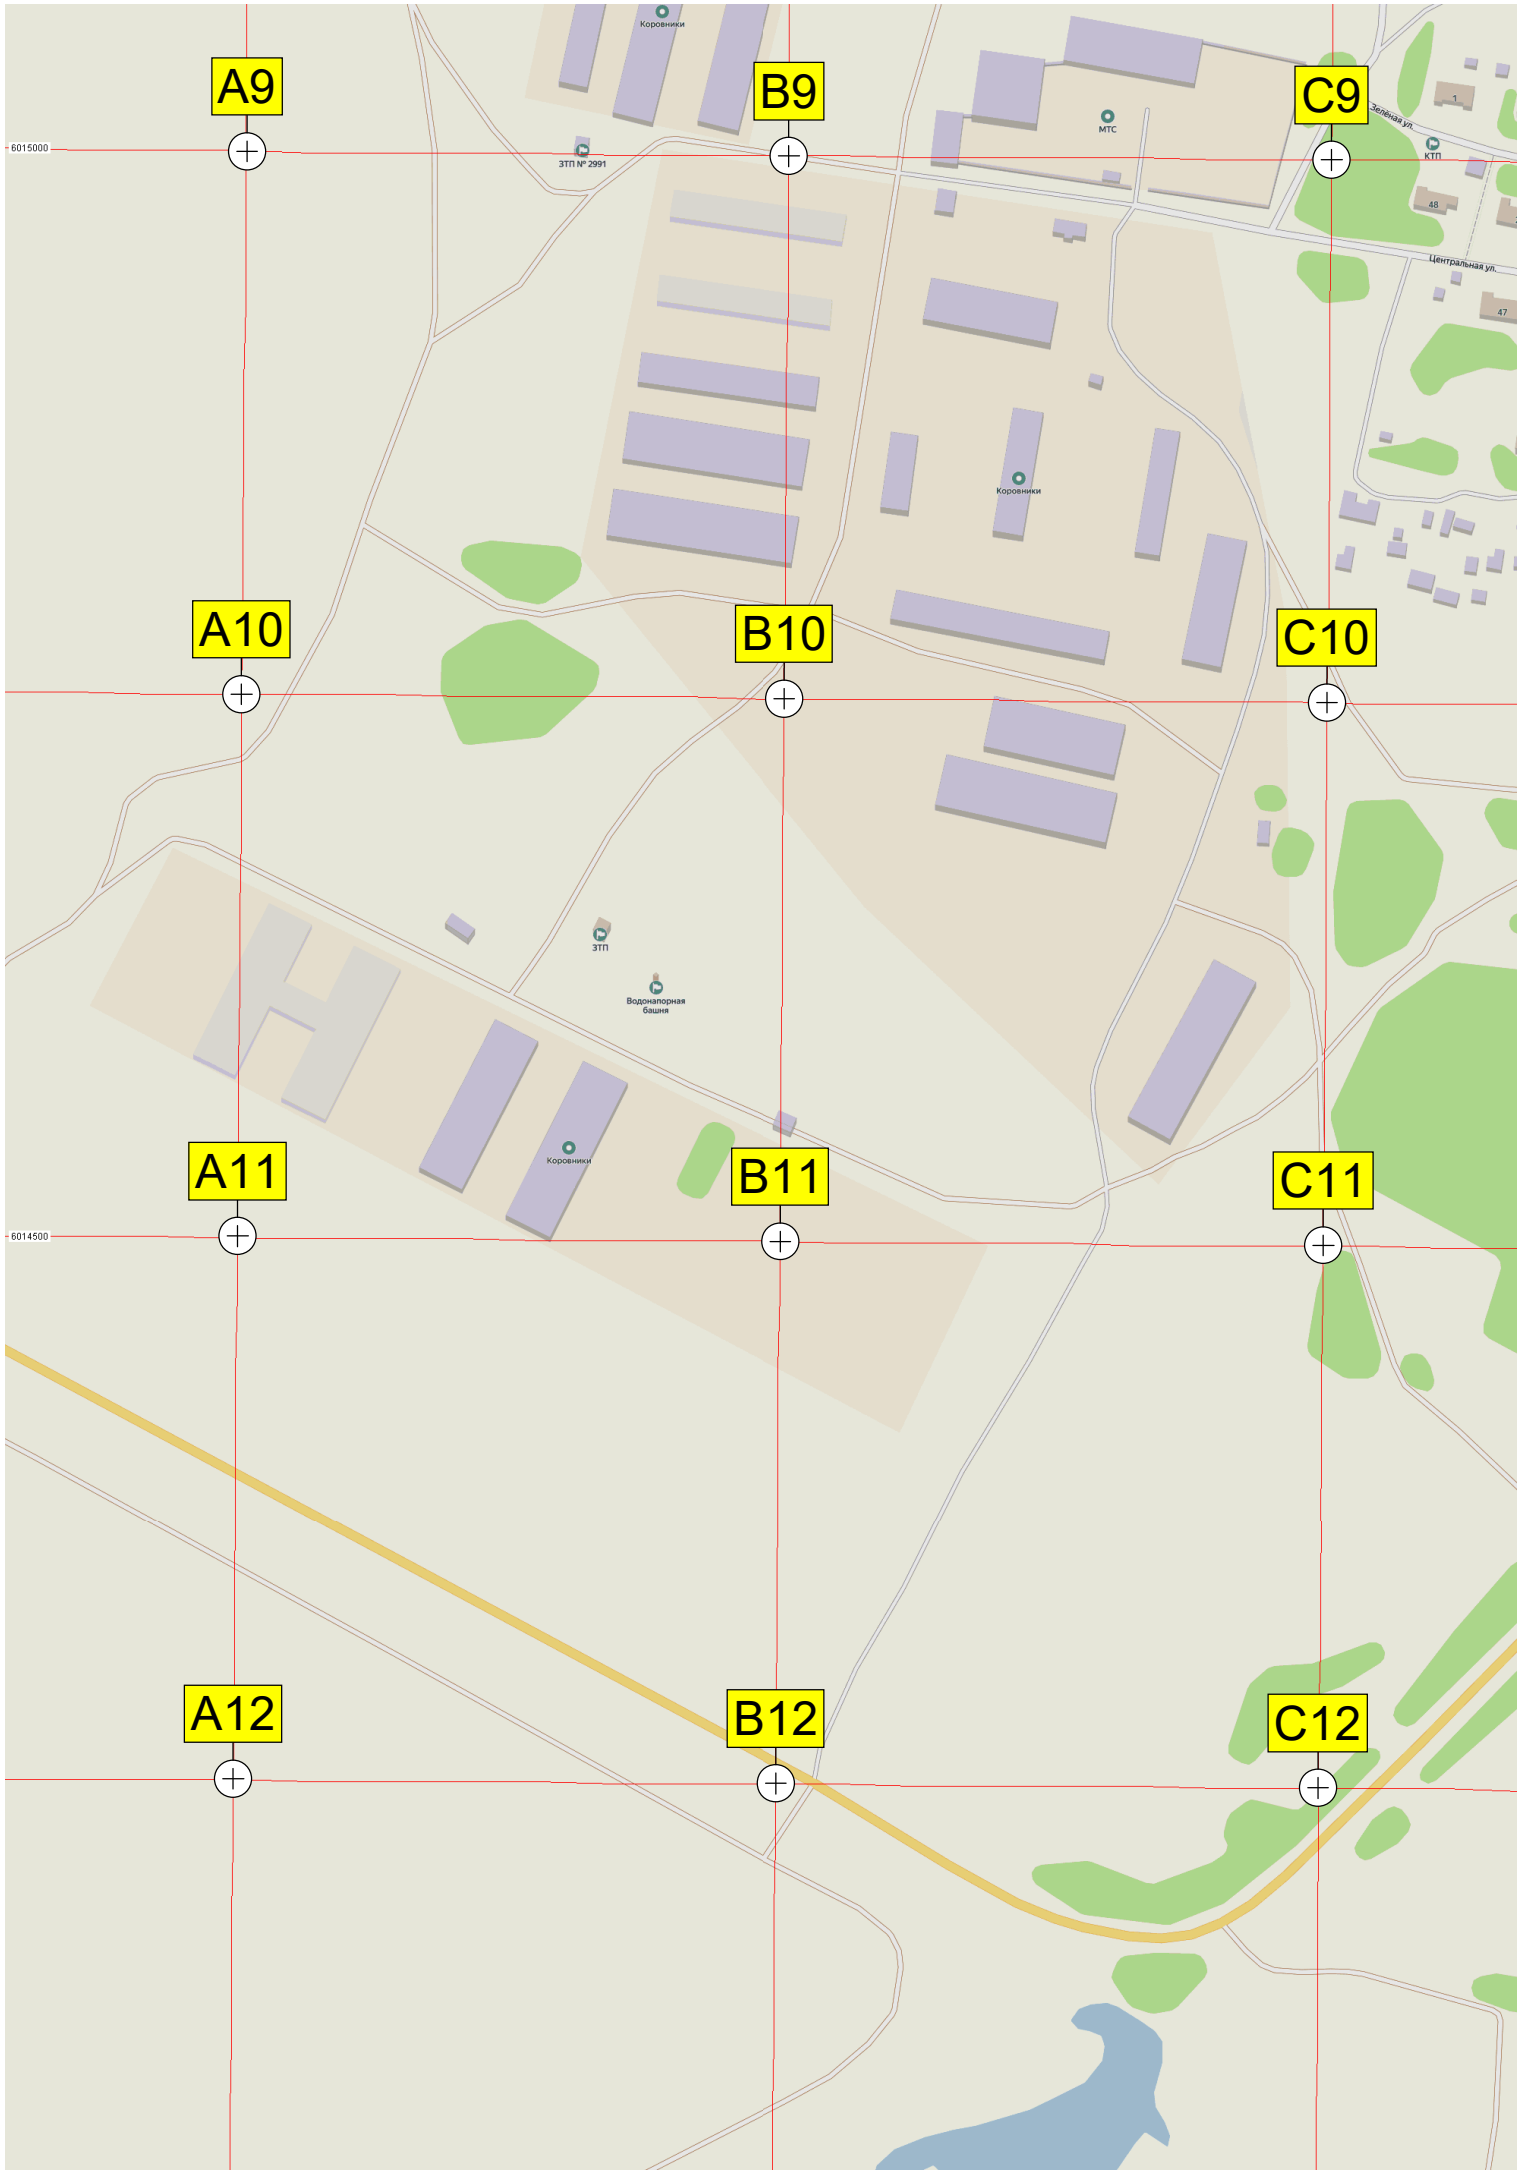 Коровники
A9
B9
C9
1
Зелёная ул.
МТС
6015000
ЗТП № 2991
КТП
48
Центральная ул.
47
Коровники
A10
B10
C10
ЗТП
Водонапорная
башня
Коровники
A11
B11
C11
6014500
A12
B12
C12